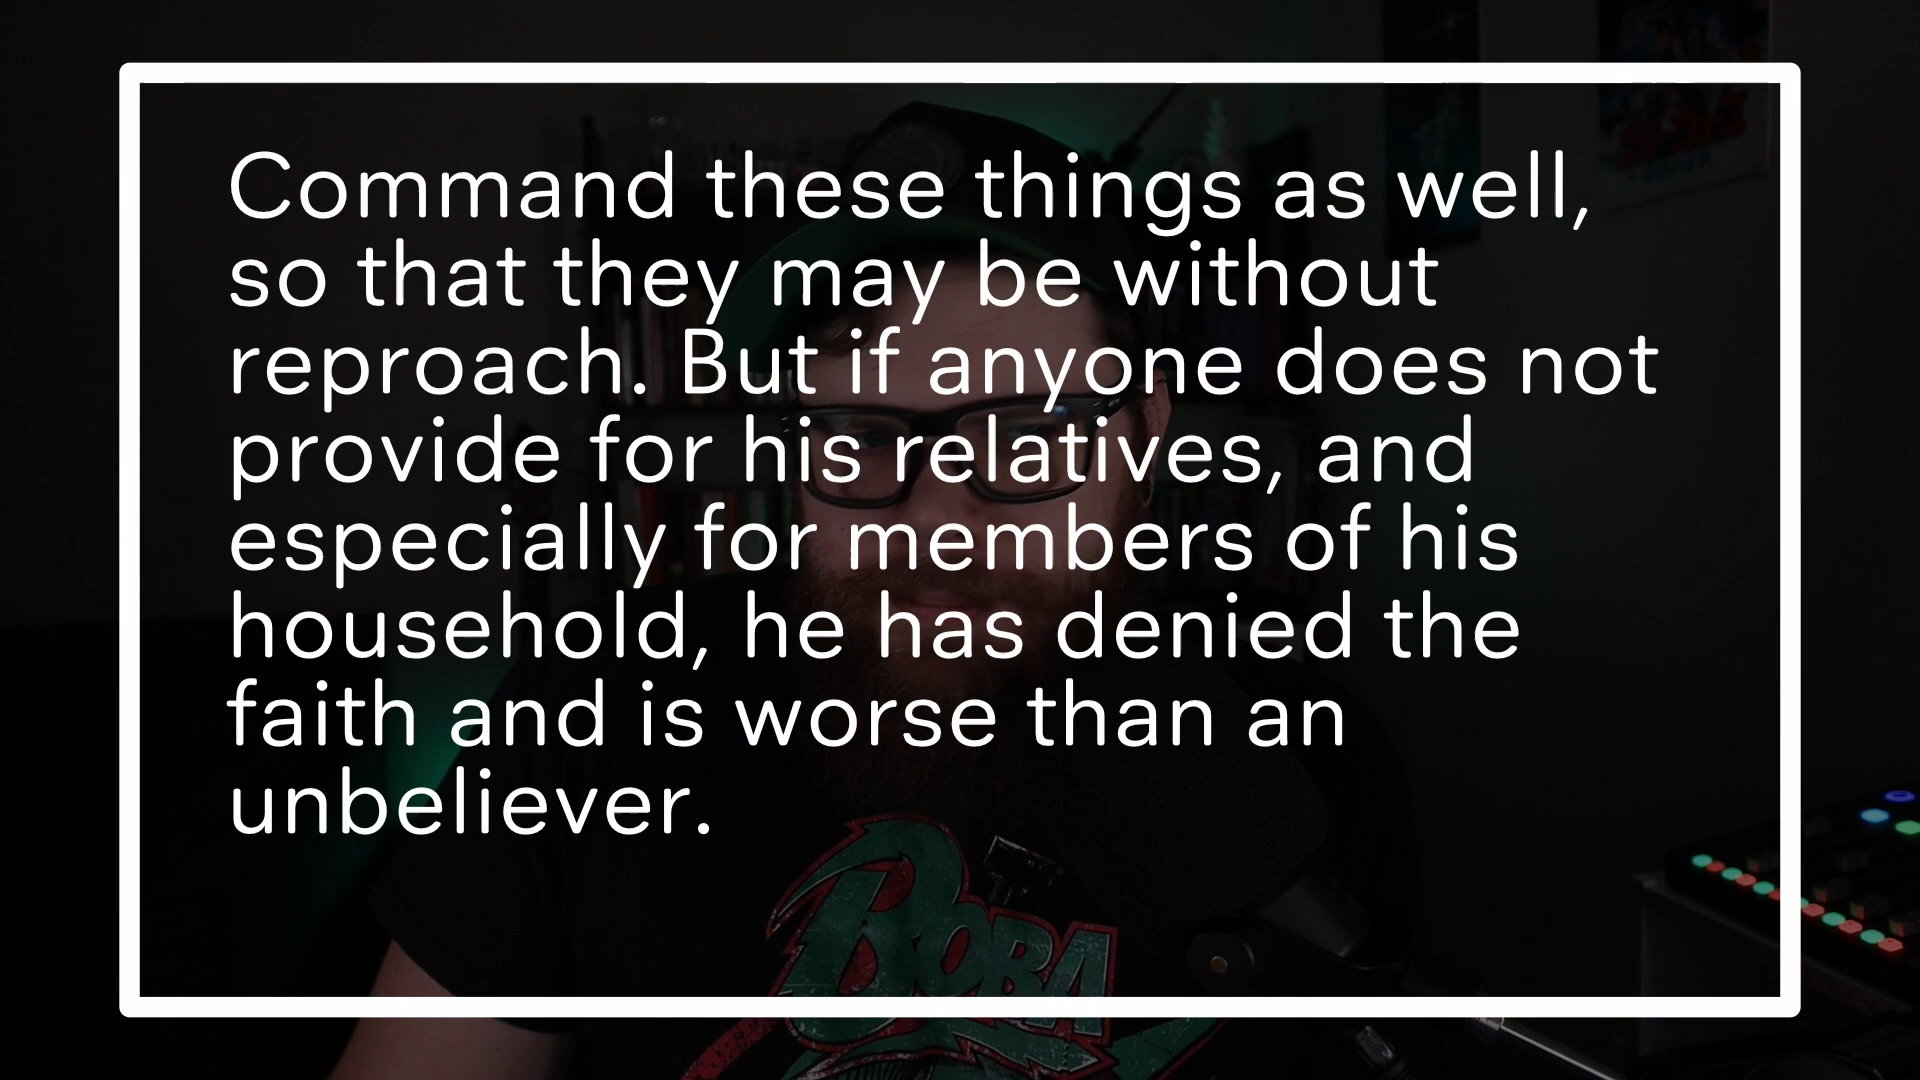 Command these things as well,
so that they may be without
reproach. But if anyone does not
provide for his relatives, and
especially for members of his
household, he has denied the
faith and is worse than an
unbeliever.
BOBA